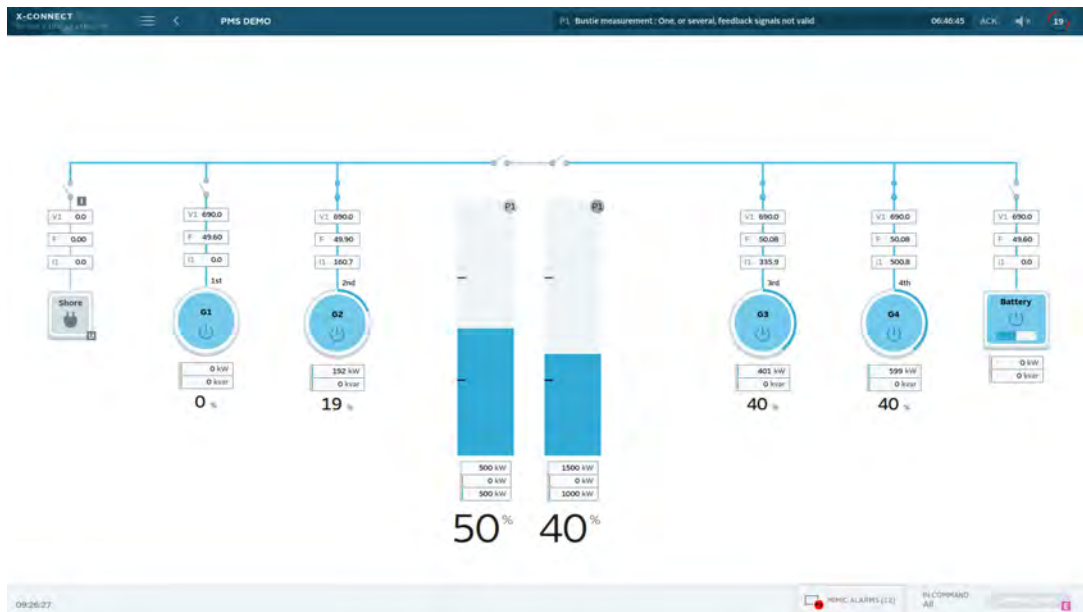 X-CONNECT
PMS DEMO
P1 Bustie measurement : One, or several, feedback signals not valid
06:46:45
ACK
19
V1 0.0
F 0.00
I1 0.0
Shore
V1 690.0
F 49.60
I1 0.0
1st
G1
0 kW
0 kvar
0 %
V1 690.0
F 49.90
I1 160.7
2nd
G2
192 kW
0 kvar
19 %
P1
500 kW
0 kW
500 kW
50 %
P1
1500 kW
0 kW
1000 kW
40 %
V1 690.0
F 50.08
I1 335.9
3rd
G3
401 kW
0 kvar
40 %
V1 690.0
F 50.08
I1 500.8
4th
G4
599 kW
0 kvar
40 %
V1 690.0
F 49.60
I1 0.0
Battery
0 kW
0 kvar
09:26:27
MIMIC ALARMS (12)
IN COMMAND
All